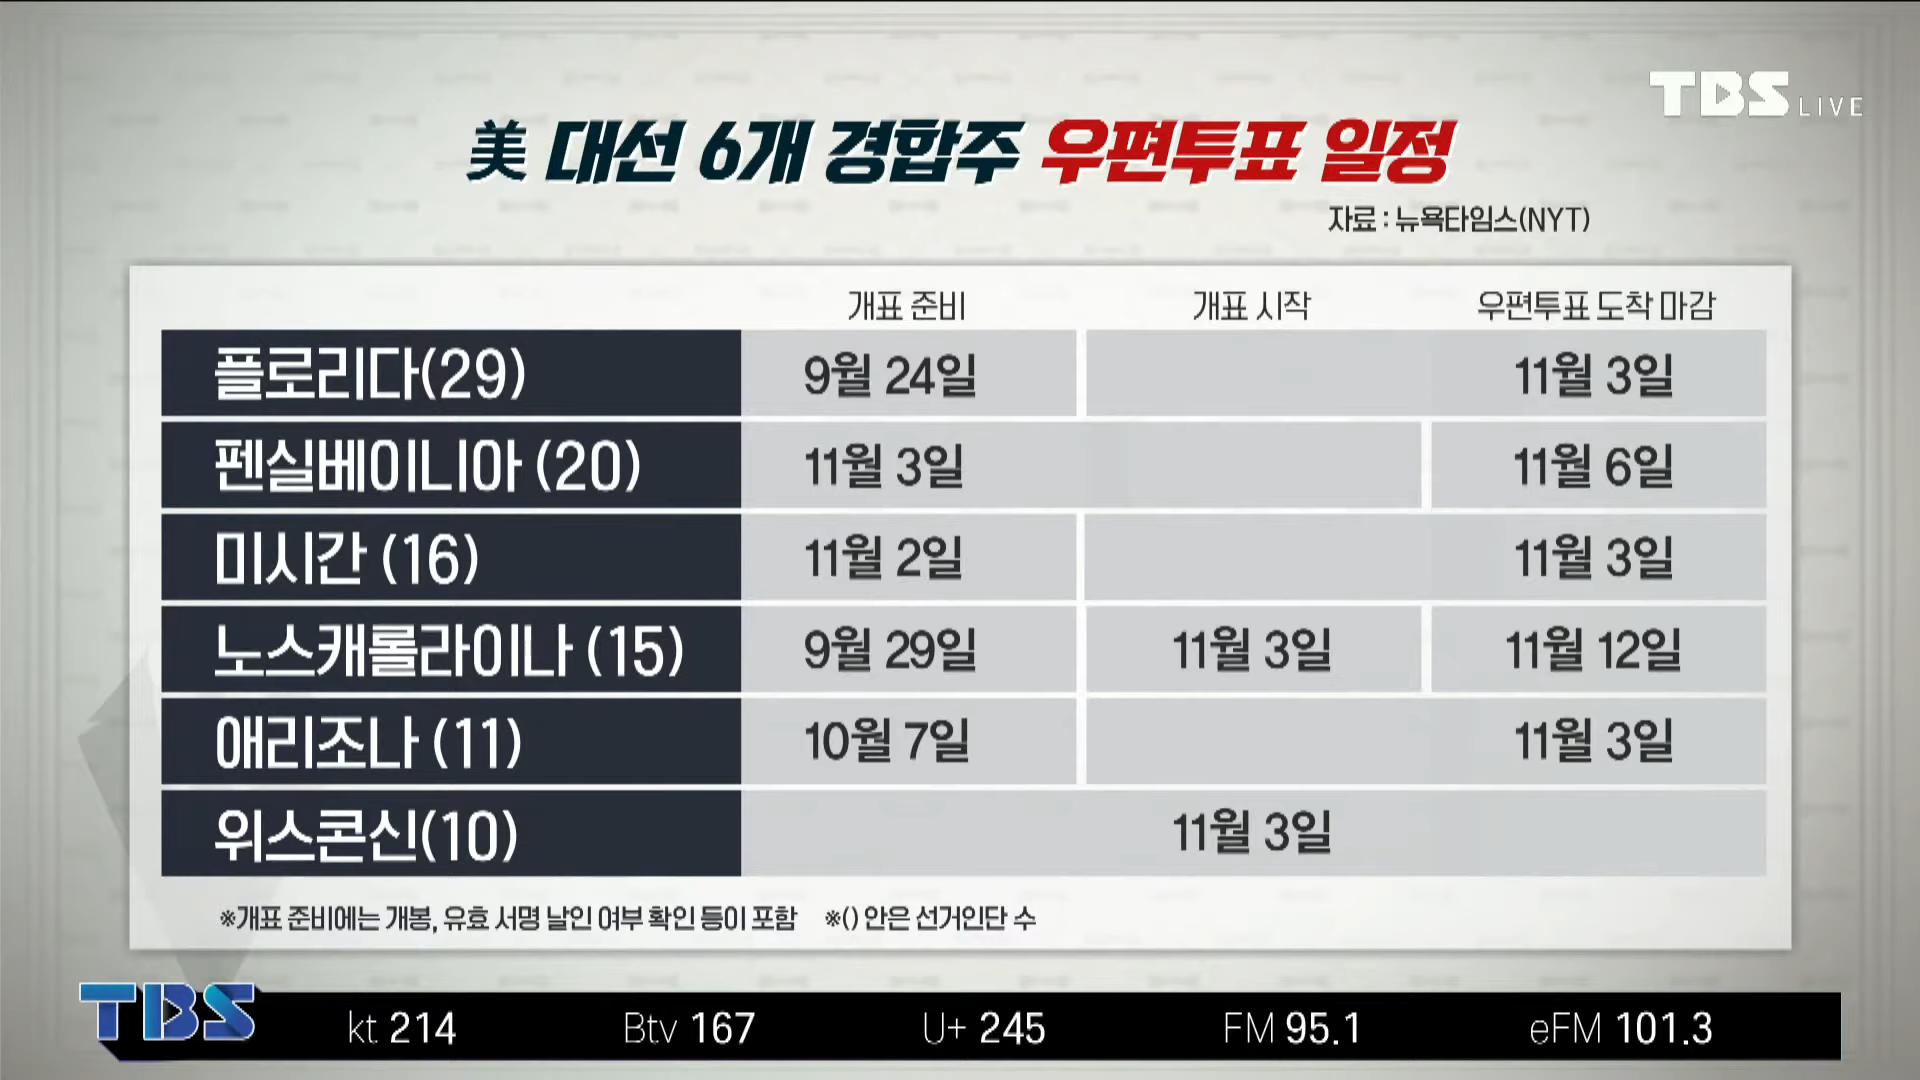 TBS LIVE
美 대선 6개 경합주 우편투표 일정
자료 : 뉴욕타임스(NYT)
개표 준비 개표 시작 우편투표 도착 마감
플로리다(29) 9월 24일 11월 3일
펜실베이니아 (20) 11월 3일 11월 6일
미시간 (16) 11월 2일 11월 3일
노스캐롤라이나 (15) 9월 29일 11월 3일 11월 12일
애리조나 (11) 10월 7일 11월 3일
위스콘신(10) 11월 3일
※개표 준비에는 개봉, 유효 서명 날인 여부 확인 등이 포함 ※() 안은 선거인단 수
TBS kt 214 Btv 167 U+ 245 FM 95.1 eFM 101.3